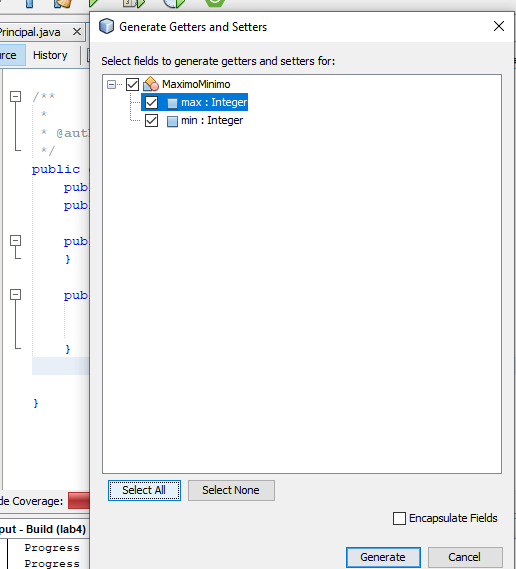 Principal.java
Generate Getters and Setters
Source History
Select fields to generate getters and setters for:
MaximoMinimo
max : Integer
min : Integer
/**
*
* @aut
*/
public
pub
pub
pub
}
pub
}
}
Select All
Select None
de Coverage:
Encapsulate Fields
put - Build (lab4)
Progress
Progress
Generate
Cancel